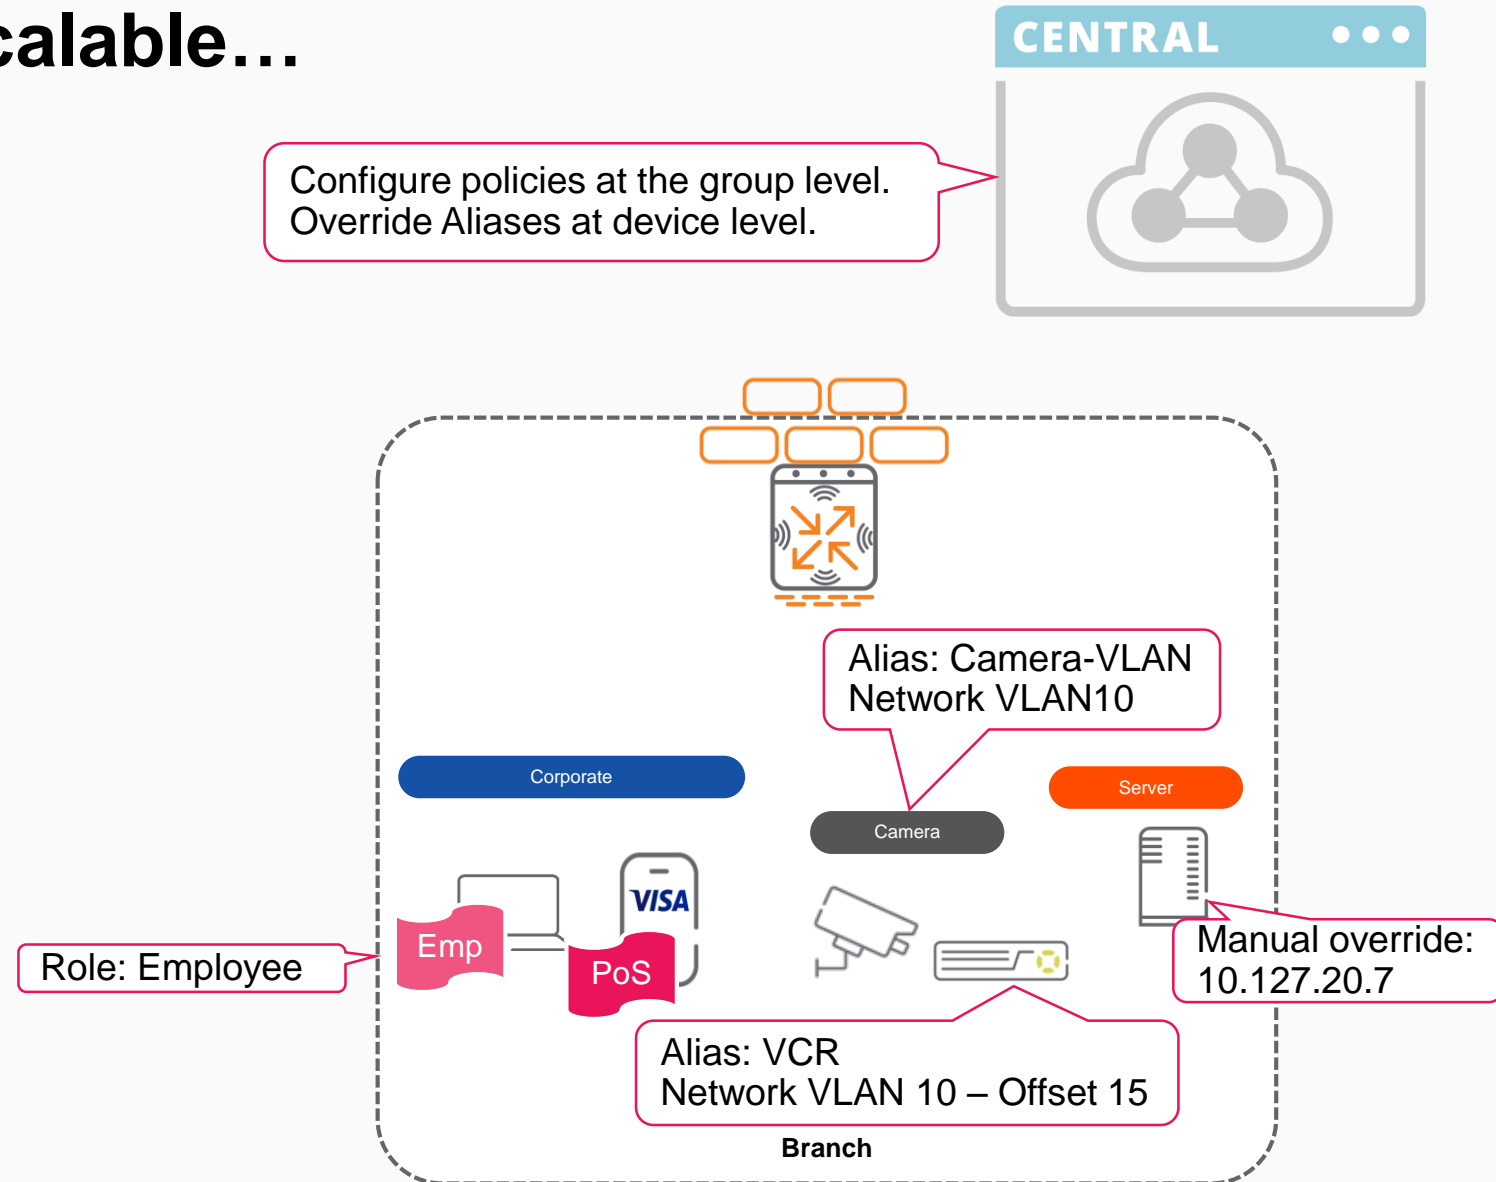 calable…
CENTRAL
Configure policies at the group level.
Override Aliases at device level.
Alias: Camera-VLAN
Network VLAN10
Corporate
Server
Camera
VISA
Emp
PoS
Role: Employee
Manual override:
10.127.20.7
Alias: VCR
Network VLAN 10 – Offset 15
Branch